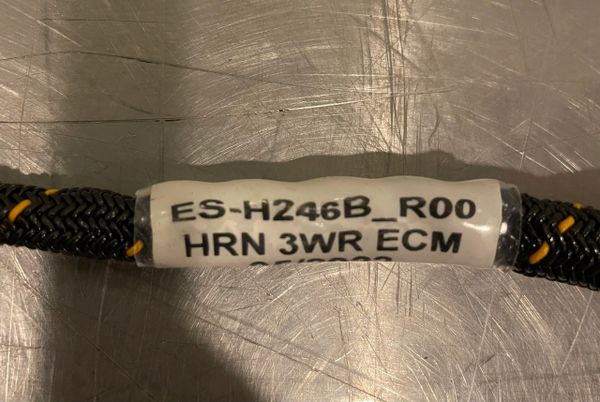 ES-H246B_R00
HRN 3WR ECM